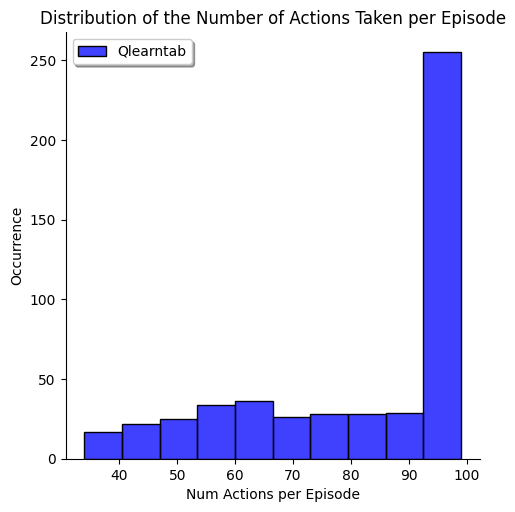 Distribution of the Number of Actions Taken per Episode
Qlearntab
250
200
150
100
50
0
Occurrence
40 50 60 70 80 90 100
Num Actions per Episode